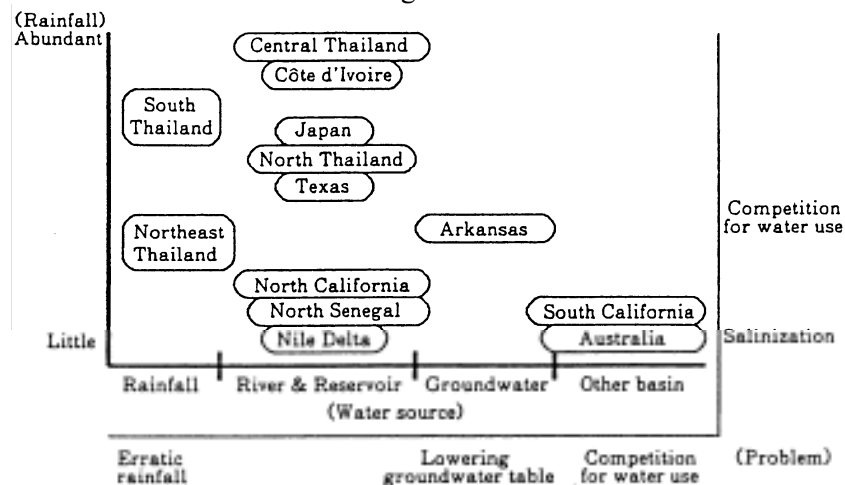 (Rainfall)
Abundant
Central Thailand
Côte d'Ivoire
South
Thailand
Japan
North Thailand
Texas
Northeast
Thailand
Arkansas
Competition
for water use
North California
North Senegal
South California
Little
Nile Delta
Australia
Salinization
Rainfall
River & Reservoir
Groundwater
Other basin
(Water source)
Erratic
rainfall
Lowering
groundwater table
Competition
for water use
(Problem)